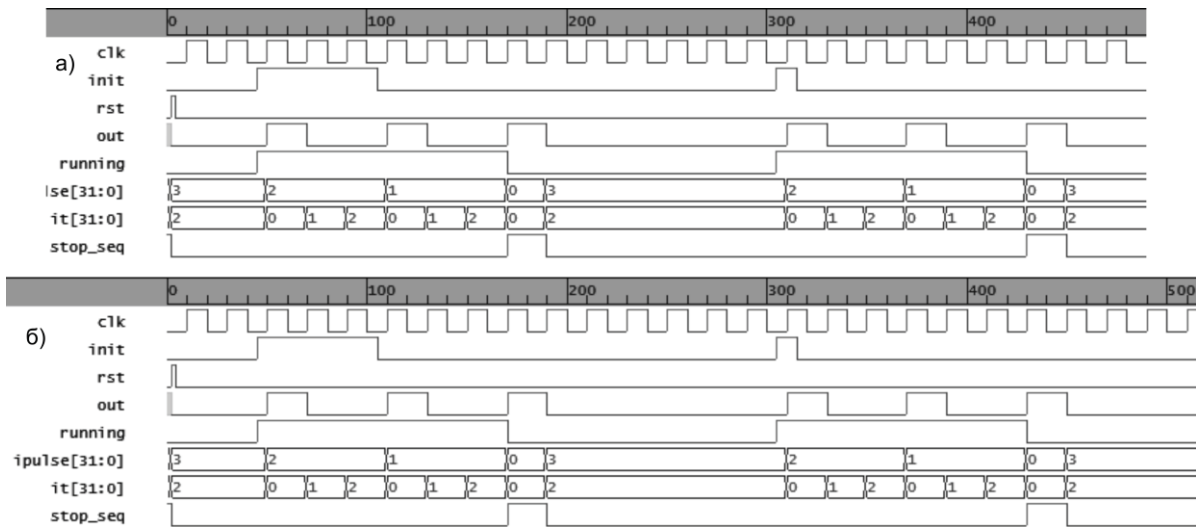 0 100 200 300 400
а) clk
init
rst
out
running
lse[31:0] 3 2 1 0 3 2 1 0 3
it[31:0] 2 0 1 2 0 1 2 0 2 0 1 2 0 1 2 0 2
stop_seq
0 100 200 300 400 500
clk
б) init
rst
out
running
ipulse[31:0] 3 2 1 0 3 2 1 0 3
it[31:0] 2 0 1 2 0 1 2 0 2 0 1 2 0 1 2 0 2
stop_seq